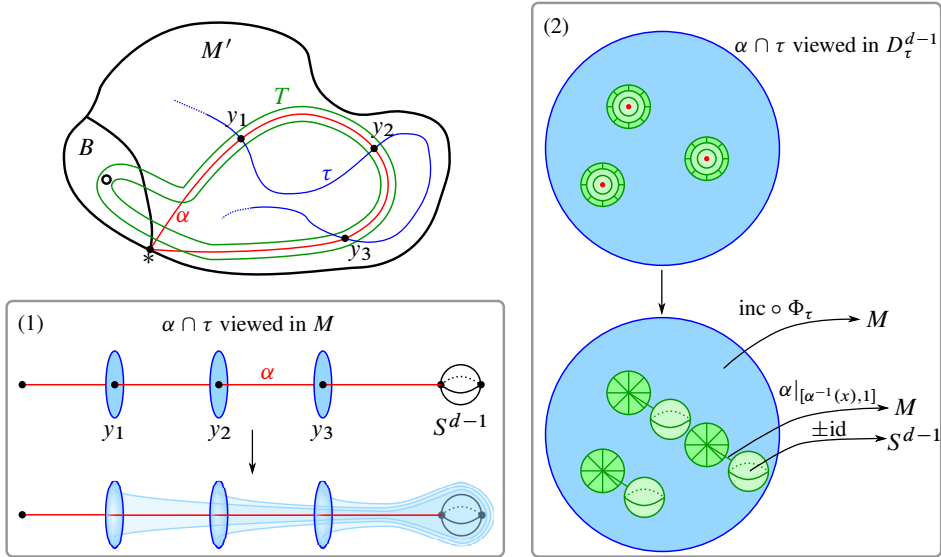 M′
B
T
y₁
y₂
τ
α
y₃
*
(1)
α ∩ τ viewed in M
α
y₁
y₂
y₃
S^{d−1}
(2)
α ∩ τ viewed in D_τ^{d−1}
inc ∘ Φ_τ
M
α|_{[α^{−1}(x),1]}
M
±id
S^{d−1}